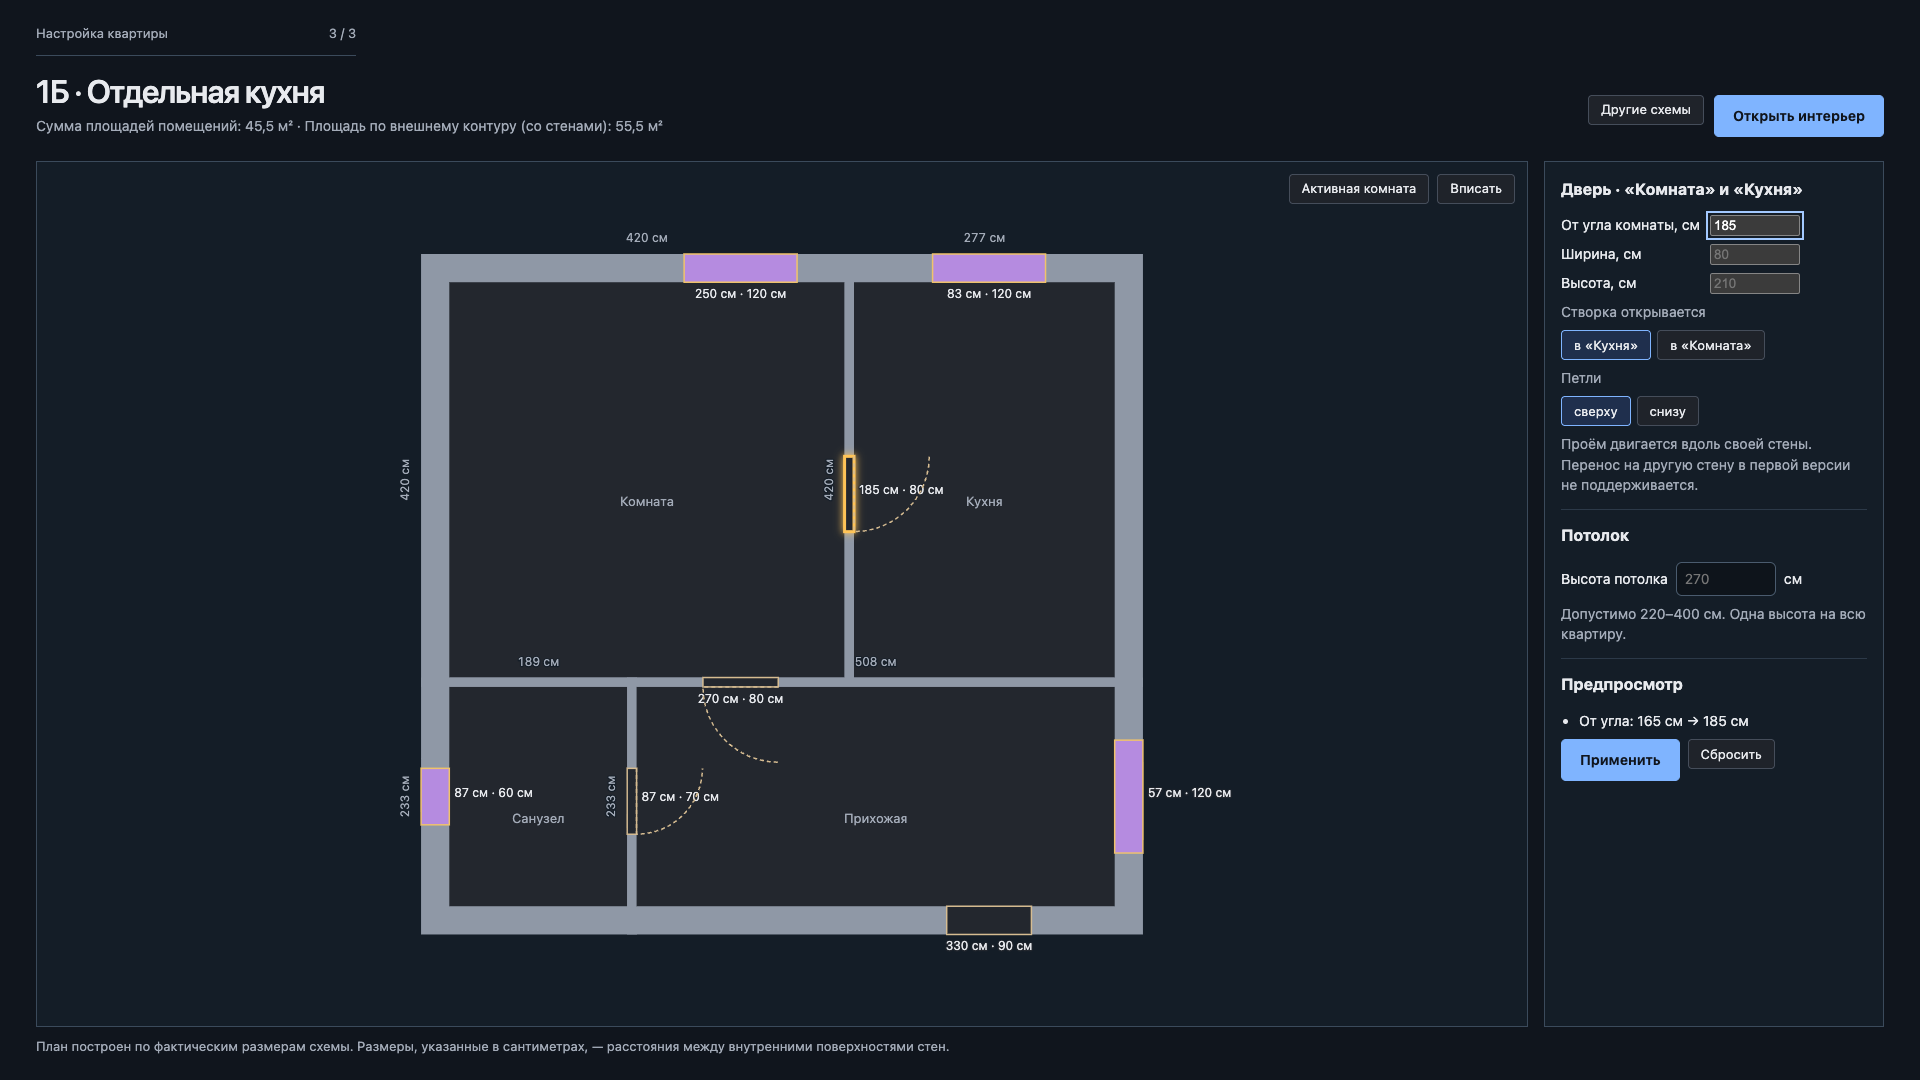 Настройка квартиры 3 / 3
1Б · Отдельная кухня
Сумма площадей помещений: 45,5 м² · Площадь по внешнему контуру (со стенами): 55,5 м²
Другие схемы
Открыть интерьер
Активная комната
Вписать
420 см
277 см
250 см · 120 см
83 см · 120 см
420 см
420 см
185 см · 80 см
Комната
Кухня
189 см
508 см
270 см · 80 см
233 см
87 см · 60 см
233 см
87 см · 70 см
57 см · 120 см
Санузел
Прихожая
330 см · 90 см
Дверь · «Комната» и «Кухня»
От угла комнаты, см 185
Ширина, см 80
Высота, см 210
Створка открывается
в «Кухня» в «Комната»
Петли
сверху снизу
Проём двигается вдоль своей стены.
Перенос на другую стену в первой версии
не поддерживается.
Потолок
Высота потолка 270 см
Допустимо 220–400 см. Одна высота на всю
квартиру.
Предпросмотр
• От угла: 165 см → 185 см
Применить Сбросить
План построен по фактическим размерам схемы. Размеры, указанные в сантиметрах, — расстояния между внутренними поверхностями стен.